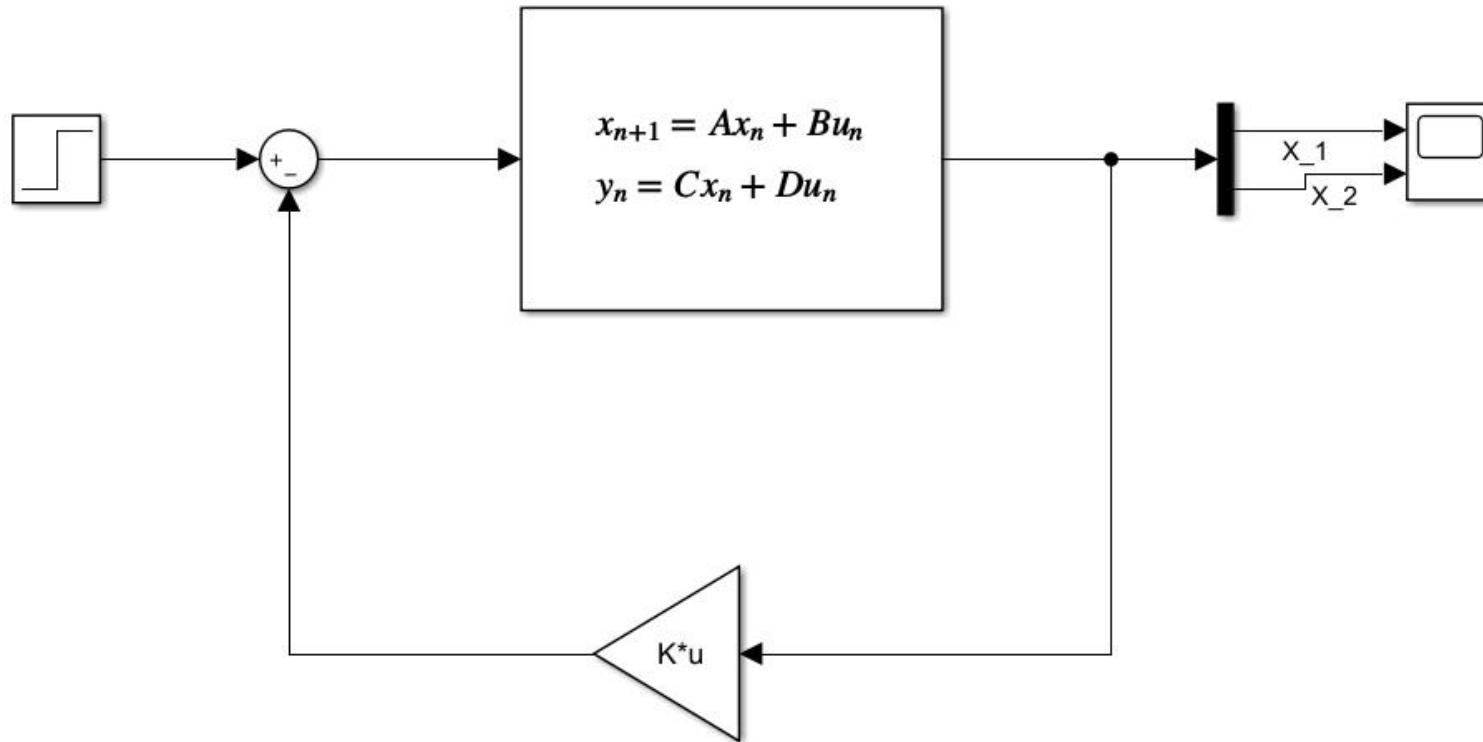 x_{n+1} = Ax_n + Bu_n
y_n = Cx_n + Du_n
+
−
X_1
X_2
K*u